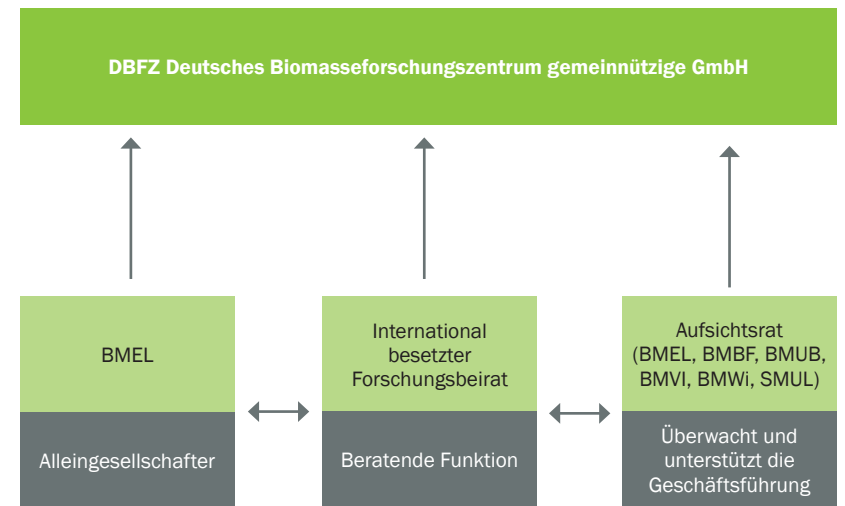 DBFZ Deutsches Biomasseforschungszentrum gemeinnützige GmbH
BMEL
Alleingesellschafter
International
besetzter
Forschungsbeirat
Beratende Funktion
Aufsichtsrat
(BMEL, BMBF, BMUB,
BMVI, BMWi, SMUL)
Überwacht und
unterstützt die
Geschäftsführung